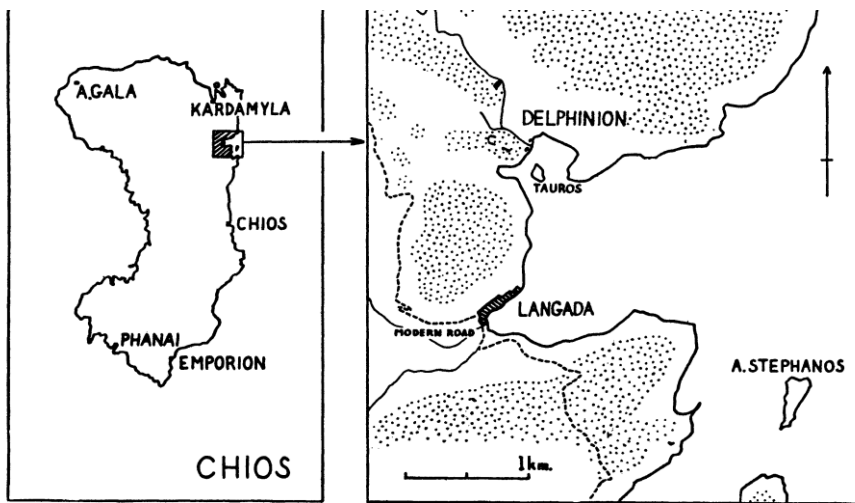 A.GALA
KARDAMYLA
CHIOS
PHANAI
EMPORION
CHIOS
DELPHINION
TAUROS
LANGADA
MODERN ROAD
A.STEPHANOS
1km.